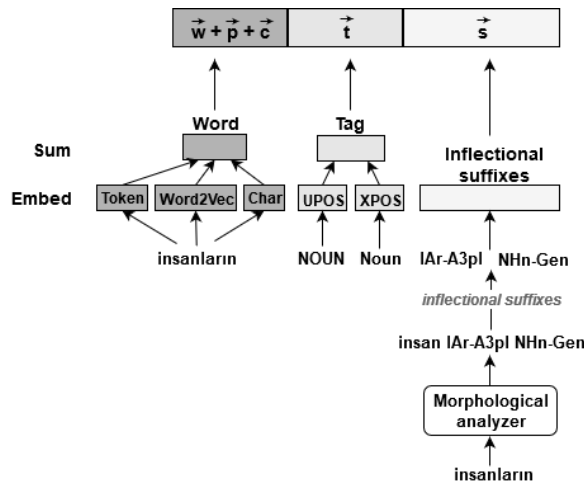 w + p + c t s
Word Tag
Sum
Inflectional
suffixes
Embed Token Word2Vec Char UPOS XPOS
insanların NOUN Noun lAr-A3pl NHn-Gen
inflectional suffixes
insan lAr-A3pl NHn-Gen
Morphological
analyzer
insanların